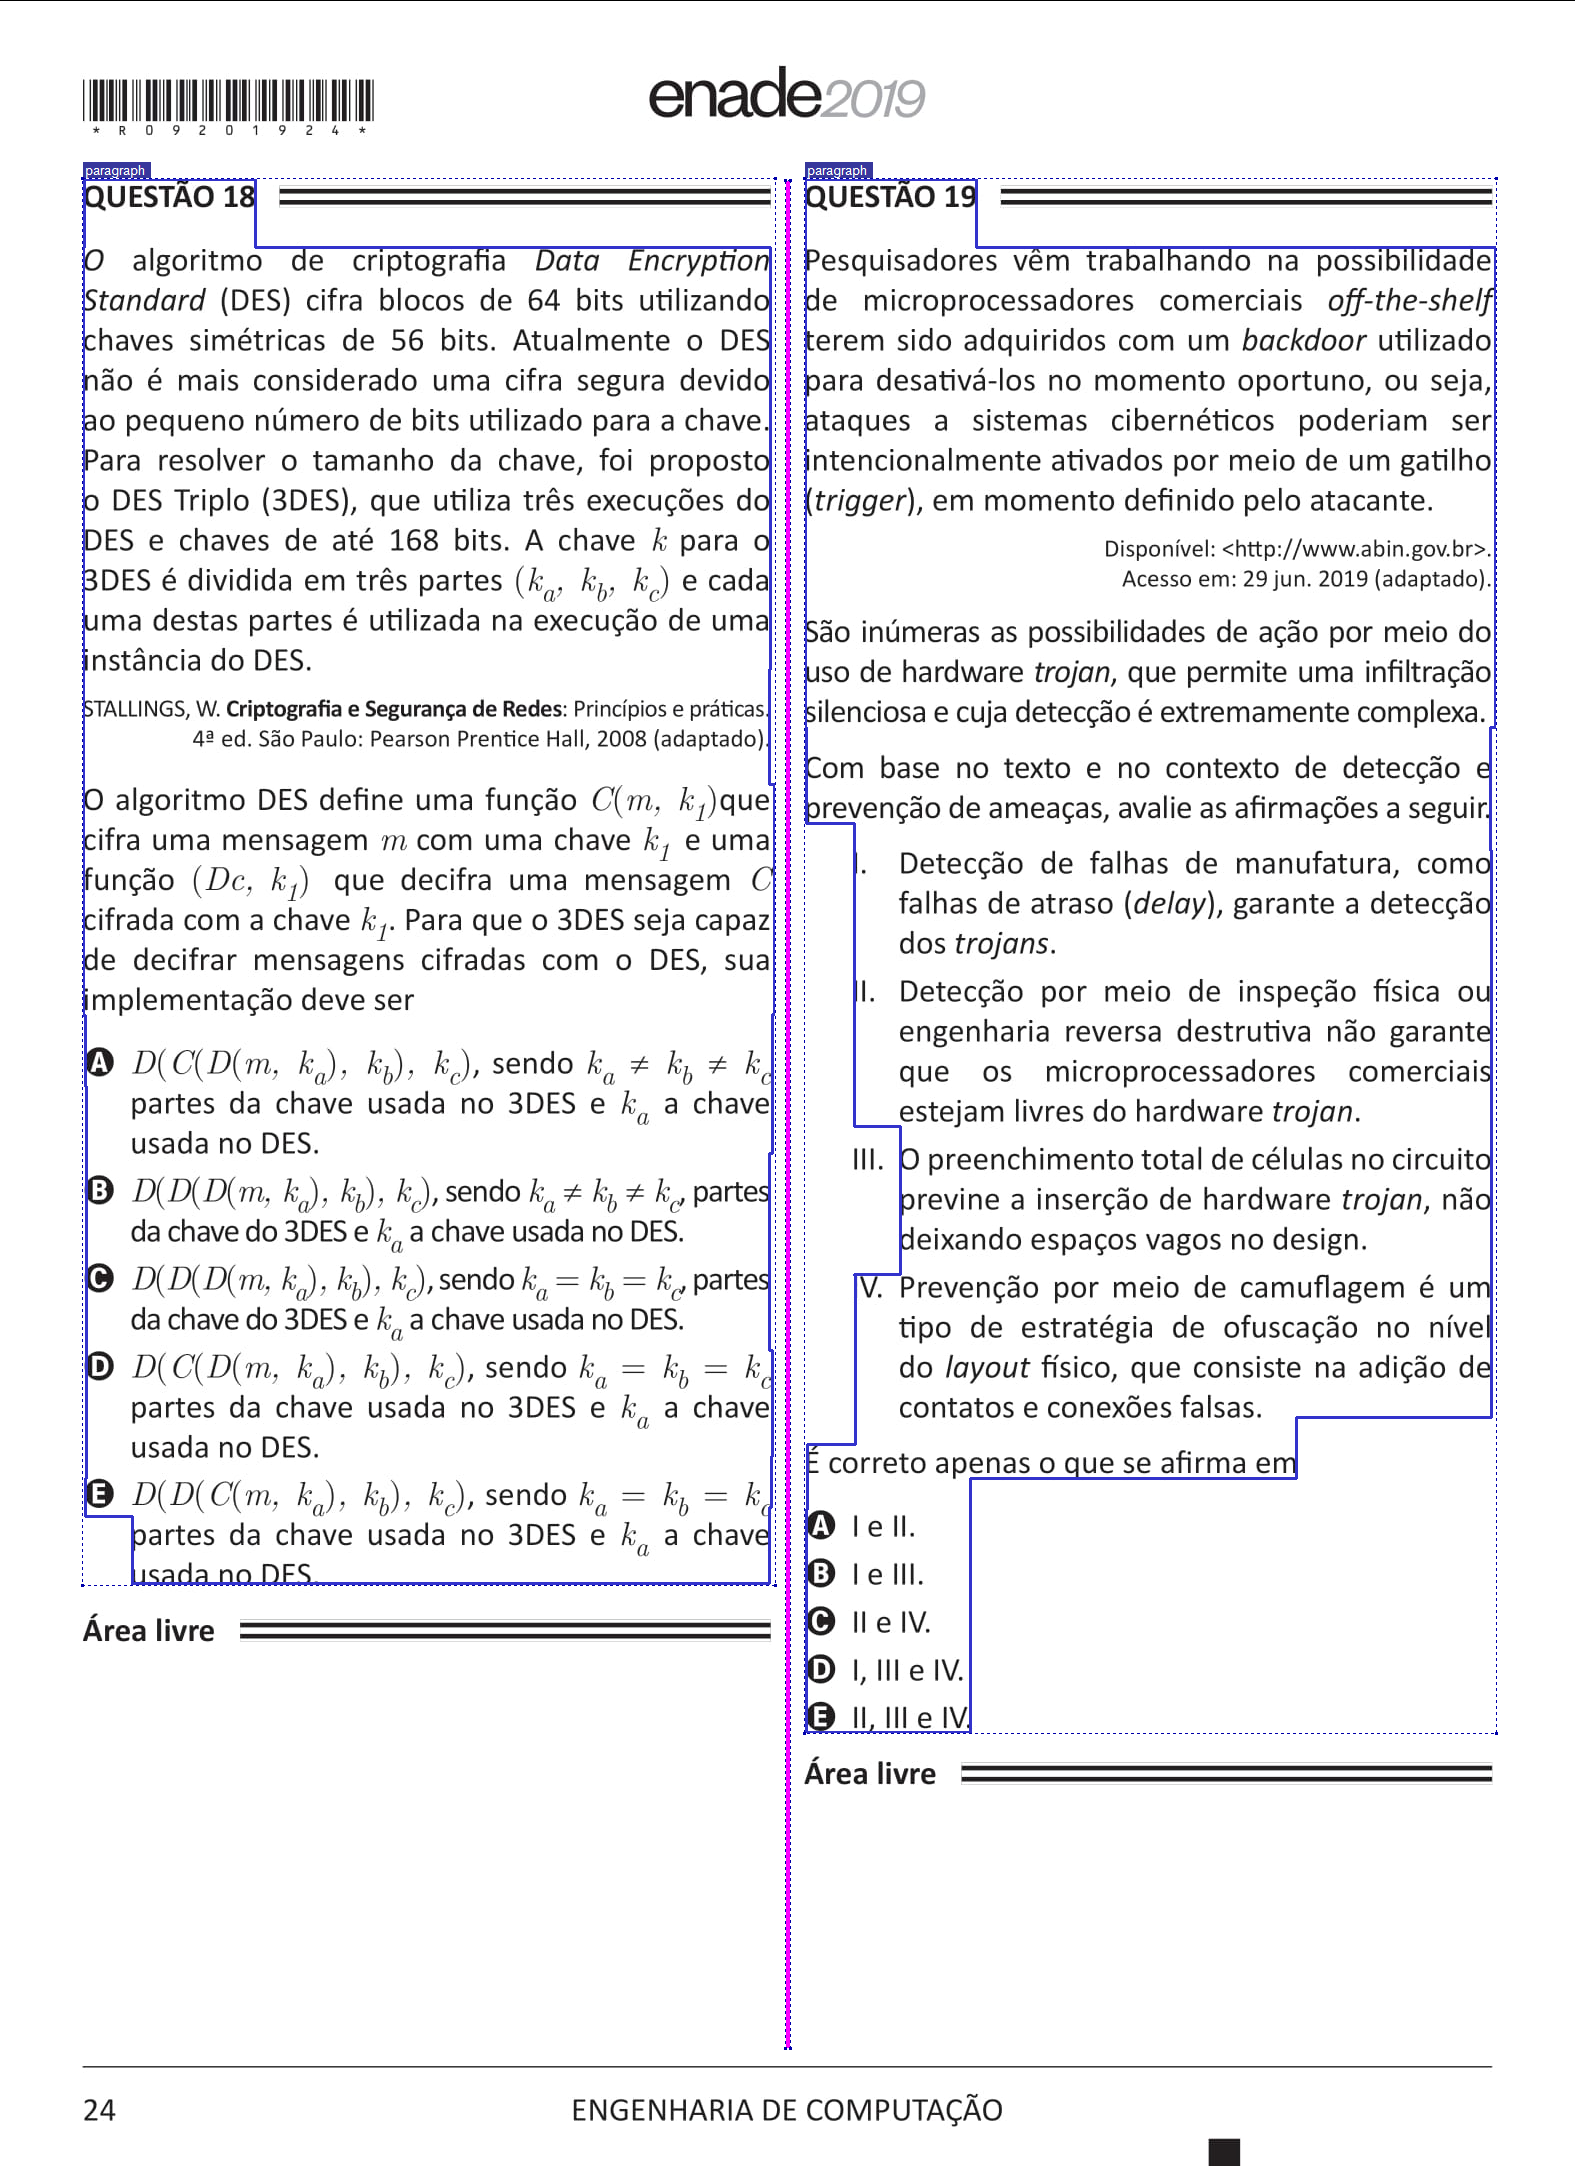 *R09201924*
enade2019
paragraph
QUESTÃO 18
O algoritmo de criptografia Data Encryption
Standard (DES) cifra blocos de 64 bits utilizando
chaves simétricas de 56 bits. Atualmente o DES
não é mais considerado uma cifra segura devido
ao pequeno número de bits utilizado para a chave.
Para resolver o tamanho da chave, foi proposto
o DES Triplo (3DES), que utiliza três execuções do
DES e chaves de até 168 bits. A chave k para o
3DES é dividida em três partes (k_a, k_b, k_c) e cada
uma destas partes é utilizada na execução de uma
instância do DES.
STALLINGS, W. Criptografia e Segurança de Redes: Princípios e práticas.
4ª ed. São Paulo: Pearson Prentice Hall, 2008 (adaptado).
O algoritmo DES define uma função C(m, k_1)que
cifra uma mensagem m com uma chave k_1 e uma
função (Dc, k_1) que decifra uma mensagem C
cifrada com a chave k_1. Para que o 3DES seja capaz
de decifrar mensagens cifradas com o DES, sua
implementação deve ser
A D(C(D(m, k_a), k_b), k_c), sendo k_a ≠ k_b ≠ k_c
partes da chave usada no 3DES e k_a a chave
usada no DES.
B D(D(D(m, k_a), k_b), k_c), sendo k_a ≠ k_b ≠ k_c, partes
da chave do 3DES e k_a a chave usada no DES.
C D(D(D(m, k_a), k_b), k_c), sendo k_a = k_b = k_c, partes
da chave do 3DES e k_a a chave usada no DES.
D D(C(D(m, k_a), k_b), k_c), sendo k_a = k_b = k_c
partes da chave usada no 3DES e k_a a chave
usada no DES.
E D(D(C(m, k_a), k_b), k_c), sendo k_a = k_b = k_c
partes da chave usada no 3DES e k_a a chave
usada no DES.
Área livre
paragraph
QUESTÃO 19
Pesquisadores vêm trabalhando na possibilidade
de microprocessadores comerciais off-the-shelf
terem sido adquiridos com um backdoor utilizado
para desativá-los no momento oportuno, ou seja,
ataques a sistemas cibernéticos poderiam ser
intencionalmente ativados por meio de um gatilho
(trigger), em momento definido pelo atacante.
Disponível: <http://www.abin.gov.br>.
Acesso em: 29 jun. 2019 (adaptado).
São inúmeras as possibilidades de ação por meio do
uso de hardware trojan, que permite uma infiltração
silenciosa e cuja detecção é extremamente complexa.
Com base no texto e no contexto de detecção e
prevenção de ameaças, avalie as afirmações a seguir.
I. Detecção de falhas de manufatura, como
falhas de atraso (delay), garante a detecção
dos trojans.
II. Detecção por meio de inspeção física ou
engenharia reversa destrutiva não garante
que os microprocessadores comerciais
estejam livres do hardware trojan.
III. O preenchimento total de células no circuito
previne a inserção de hardware trojan, não
deixando espaços vagos no design.
IV. Prevenção por meio de camuflagem é um
tipo de estratégia de ofuscação no nível
do layout físico, que consiste na adição de
contatos e conexões falsas.
É correto apenas o que se afirma em
A I e II.
B I e III.
C II e IV.
D I, III e IV.
E II, III e IV.
Área livre
24
ENGENHARIA DE COMPUTAÇÃO